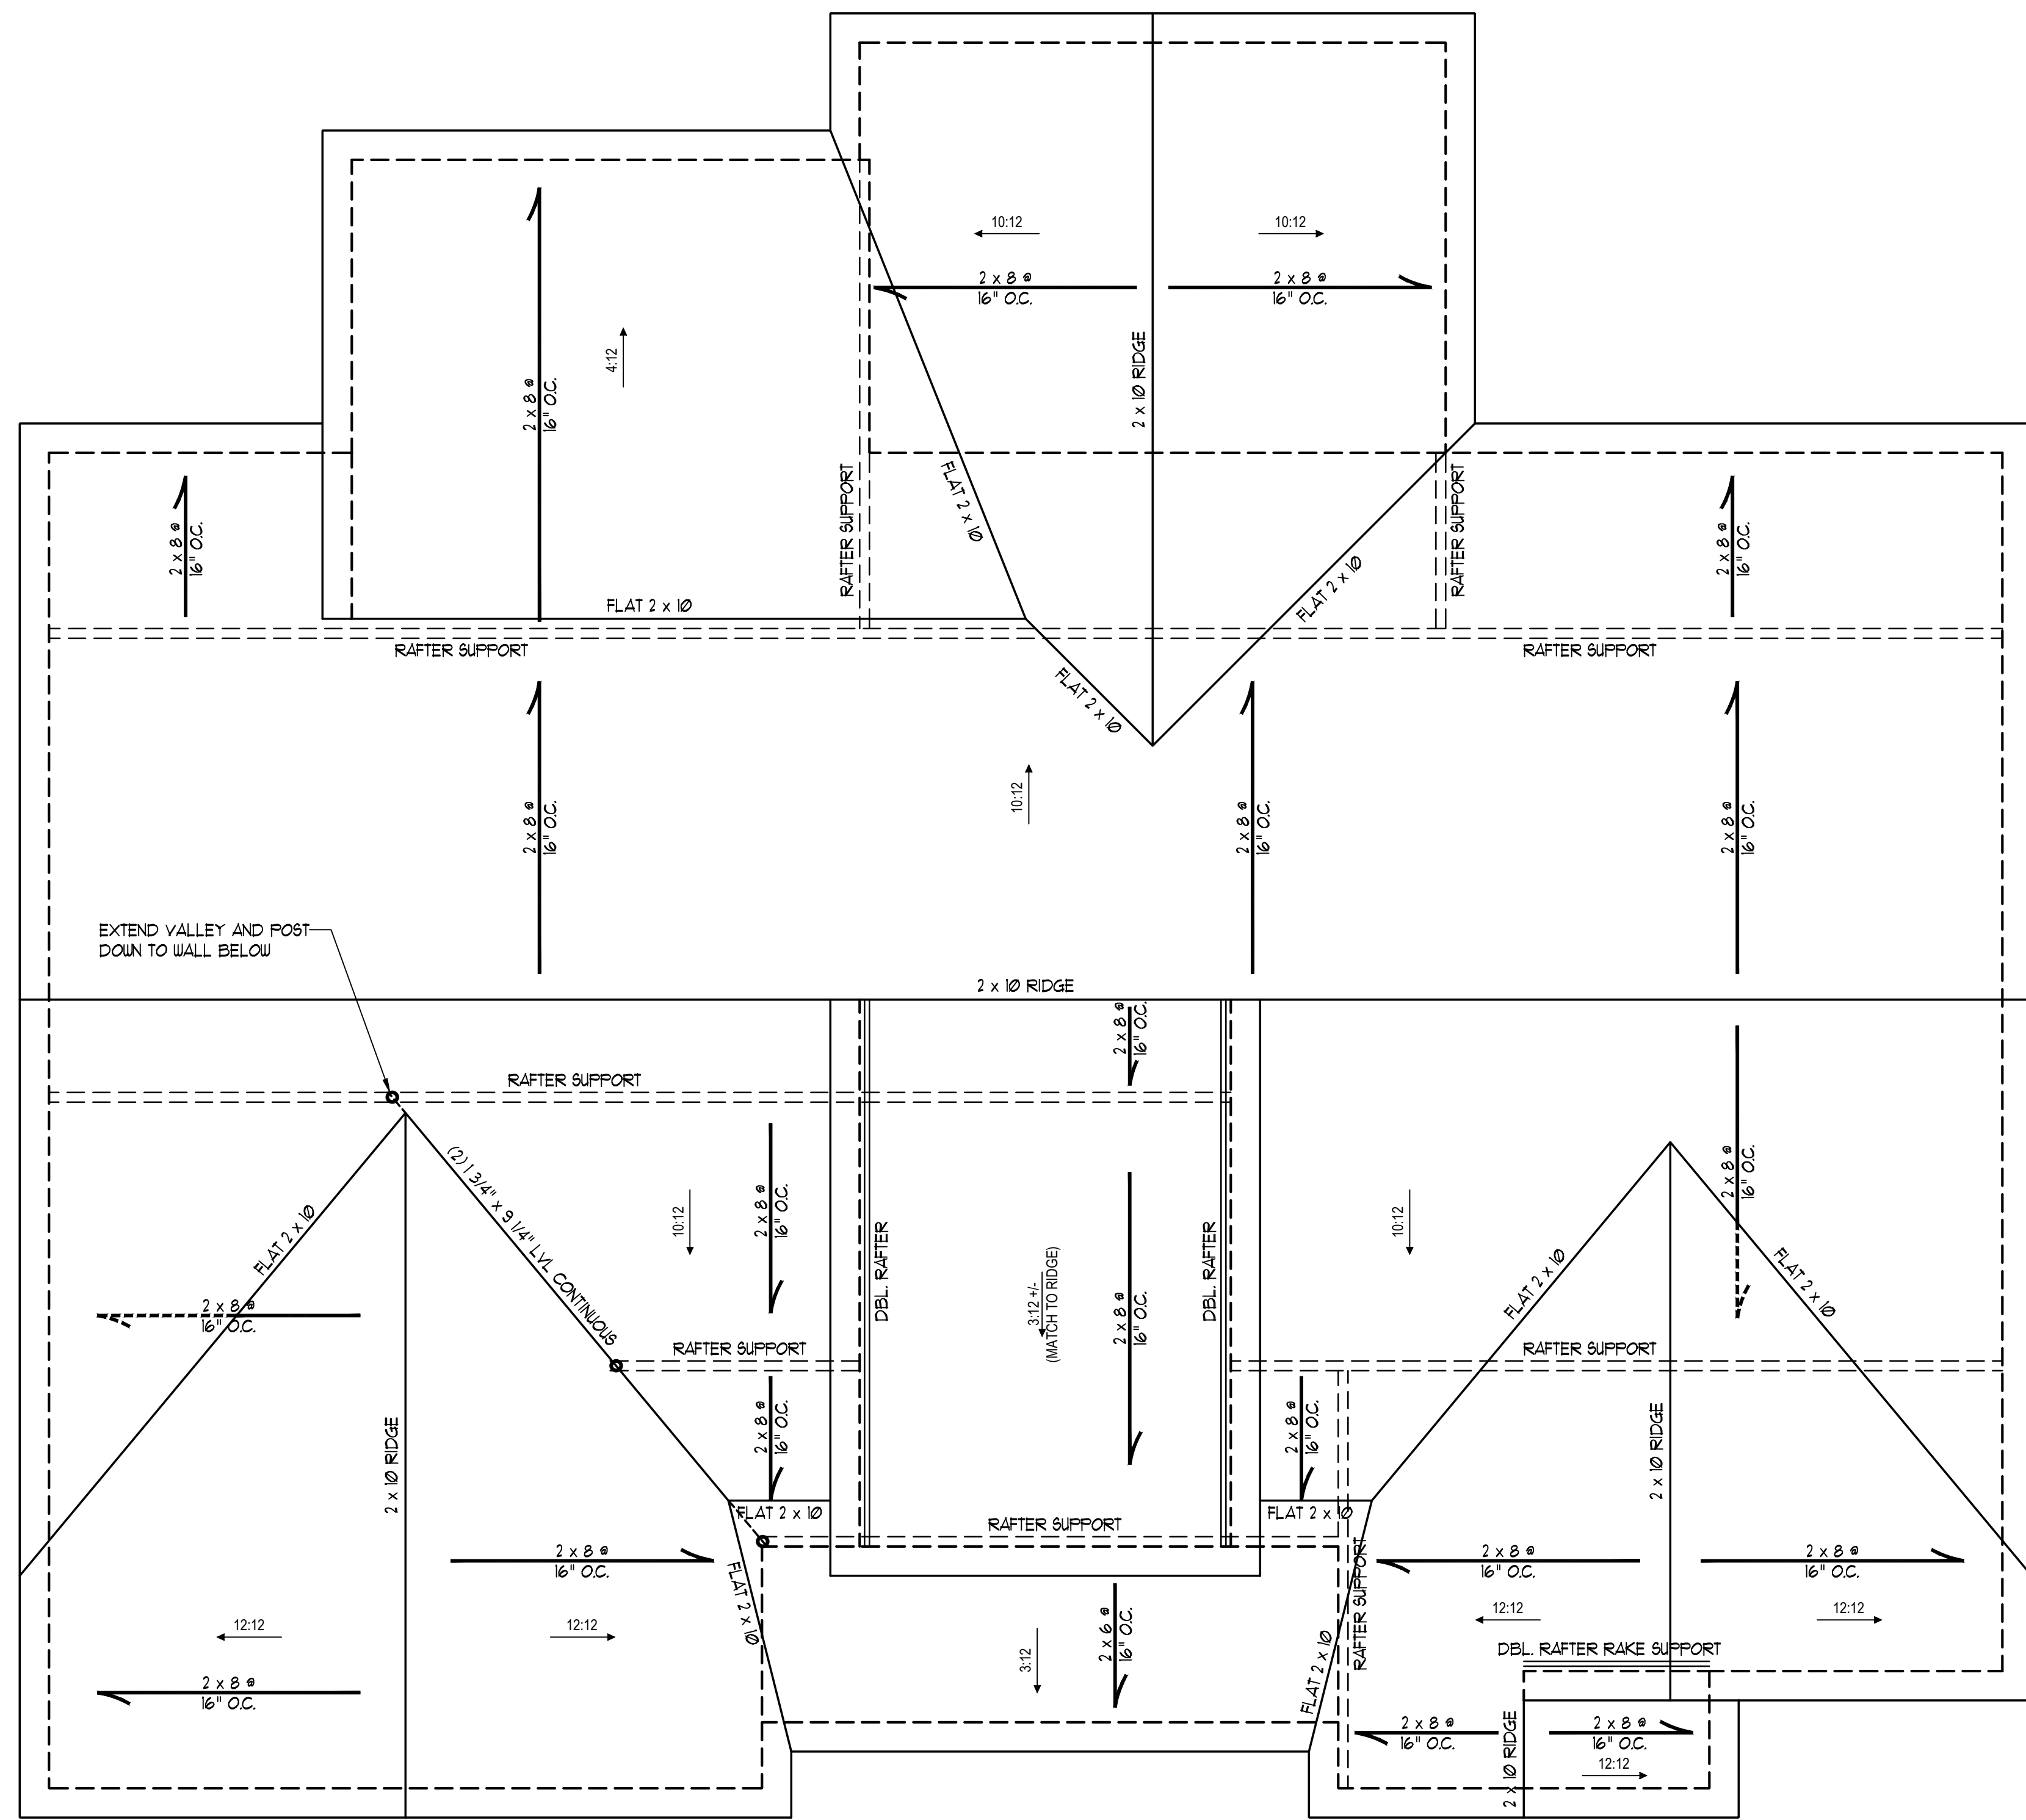 10:12
10:12
2 x 8 @
16" O.C.
2 x 8 @
16" O.C.
4:12
2 x 8 @
16" O.C.
2 x 10 RIDGE
RAFTER SUPPORT
FLAT 2 x 10
RAFTER SUPPORT
2 x 8 @
16" O.C.
2 x 8 @
16" O.C.
FLAT 2 x 10
FLAT 2 x 10
RAFTER SUPPORT
RAFTER SUPPORT
FLAT 2 x 10
10:12
2 x 8 @
16" O.C.
2 x 8 @
16" O.C.
2 x 8 @
16" O.C.
EXTEND VALLEY AND POST
DOWN TO WALL BELOW
2 x 10 RIDGE
2 x 8 @
16" O.C.
RAFTER SUPPORT
FLAT 2 x 10
(2) 1 3/4" x 9 1/4" LVL CONTINUOUS
10:12
2 x 8 @
16" O.C.
DBL. RAFTER
3:12 +/-
(MATCH TO RIDGE)
2 x 8 @
16" O.C.
DBL. RAFTER
10:12
2 x 8 @
16" O.C.
FLAT 2 x 10
FLAT 2 x 10
2 x 8 @
16" O.C.
RAFTER SUPPORT
RAFTER SUPPORT
2 x 10 RIDGE
2 x 8 @
16" O.C.
2 x 8 @
16" O.C.
2 x 10 RIDGE
FLAT 2 x 10
RAFTER SUPPORT
FLAT 2 x 10
2 x 8 @
16" O.C.
FLAT 2 x 10
RAFTER SUPPORT
2 x 8 @
16" O.C.
2 x 8 @
16" O.C.
12:12
12:12
3:12
2 x 6 @
16" O.C.
FLAT 2 x 10
12:12
12:12
DBL. RAFTER RAKE SUPPORT
2 x 8 @
16" O.C.
2 x 8 @
16" O.C.
2 x 10 RIDGE
2 x 8 @
16" O.C.
12:12